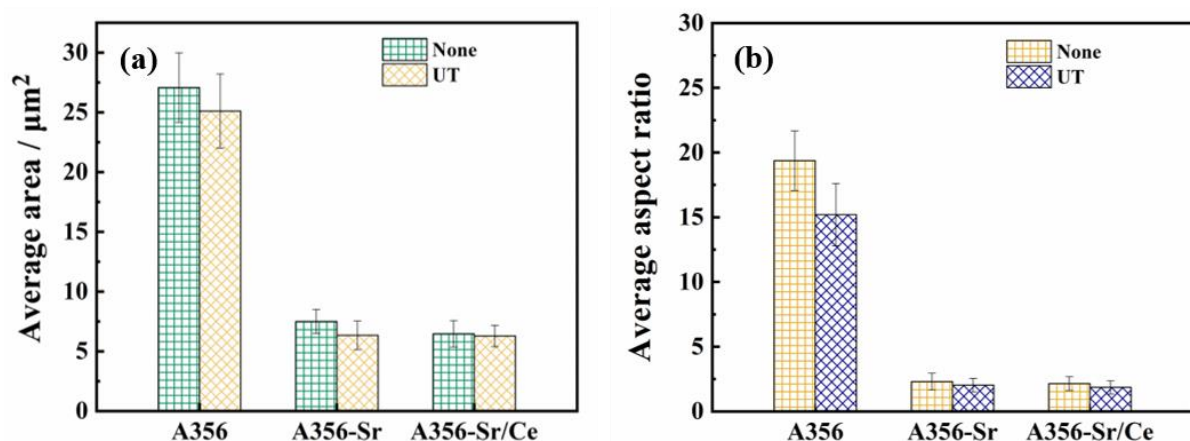 (a)
None
UT
Average area / μm²
30
25
20
15
10
5
0
A356 A356-Sr A356-Sr/Ce
(b)
None
UT
Average aspect ratio
30
25
20
15
10
5
0
A356 A356-Sr A356-Sr/Ce